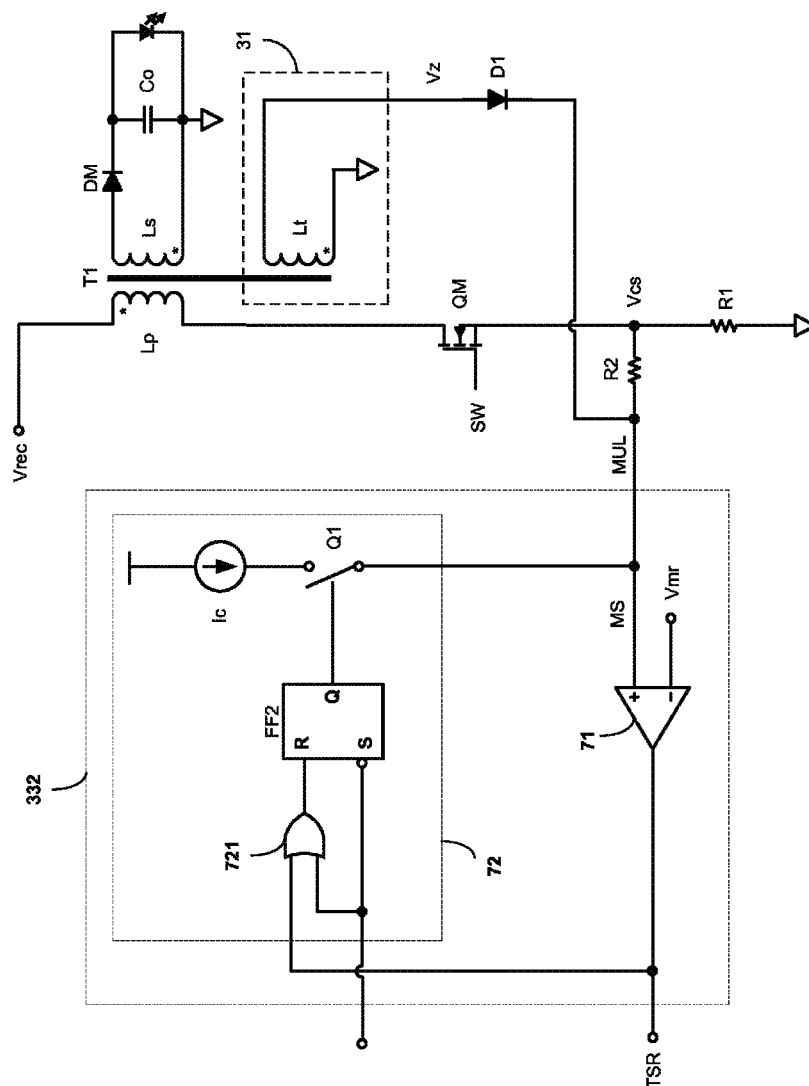 31
Co
Vz
D1
DM
Ls
Lt
T1
*
*
*
Lp
QM
Vcs
R1
SW
R2
Vrec
MUL
Q1
Ic
MS
Vmr
Q
FF2
R
S
+
−
71
332
721
72
TSR